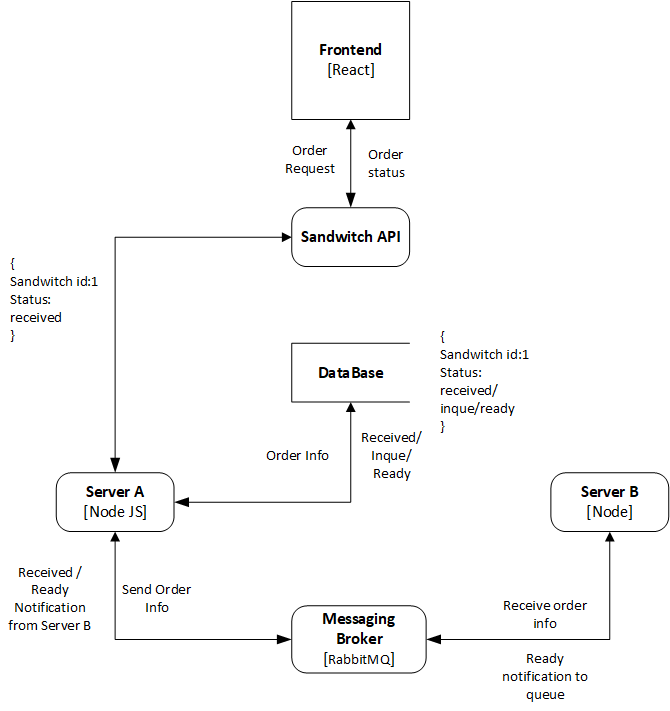 Frontend
[React]
Order
Request
Order
status
Sandwitch API
{
Sandwitch id:1
Status:
received
}
DataBase
{
Sandwitch id:1
Status:
received/
inque/ready
}
Order Info
Received/
Inque/
Ready
Server A
[Node JS]
Server B
[Node]
Received /
Ready
Notification
from Server B
Send Order
Info
Messaging
Broker
[RabbitMQ]
Receive order
info
Ready
notification to
queue